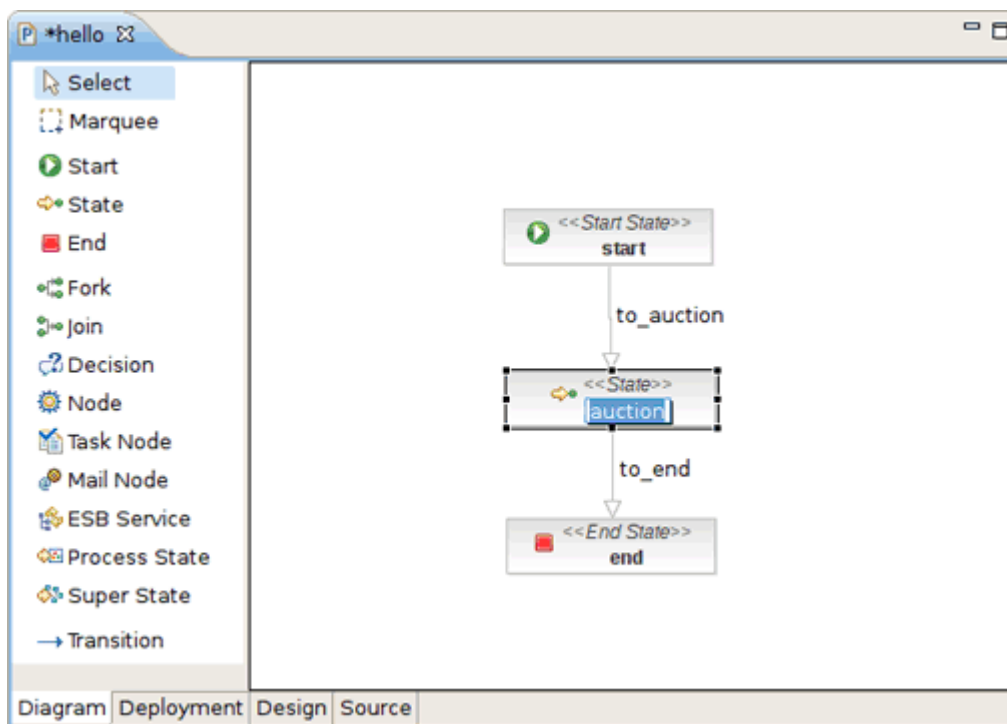 *hello
Select
Marquee
Start
State
End
Fork
Join
Decision
Node
Task Node
Mail Node
ESB Service
Process State
Super State
Transition
<<Start State>>
start
to_auction
<<State>>
auction
to_end
<<End State>>
end
Diagram Deployment Design Source